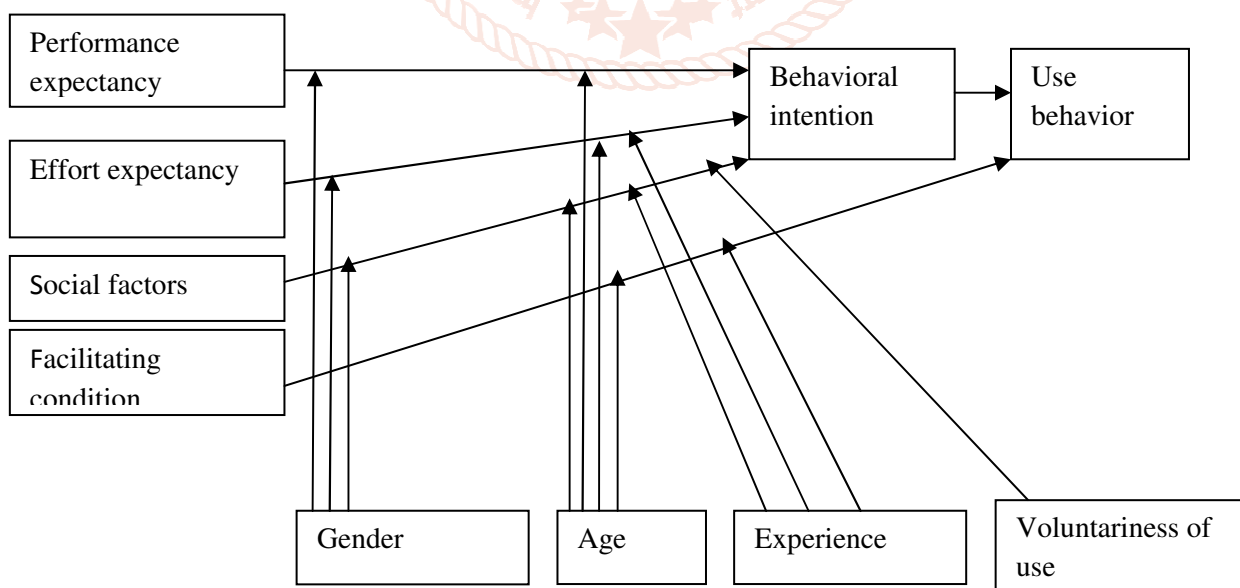 Performance
expectancy
Behavioral
intention
Use
behavior
Effort expectancy
Social factors
Facilitating
condition
Gender
Age
Experience
Voluntariness of
use